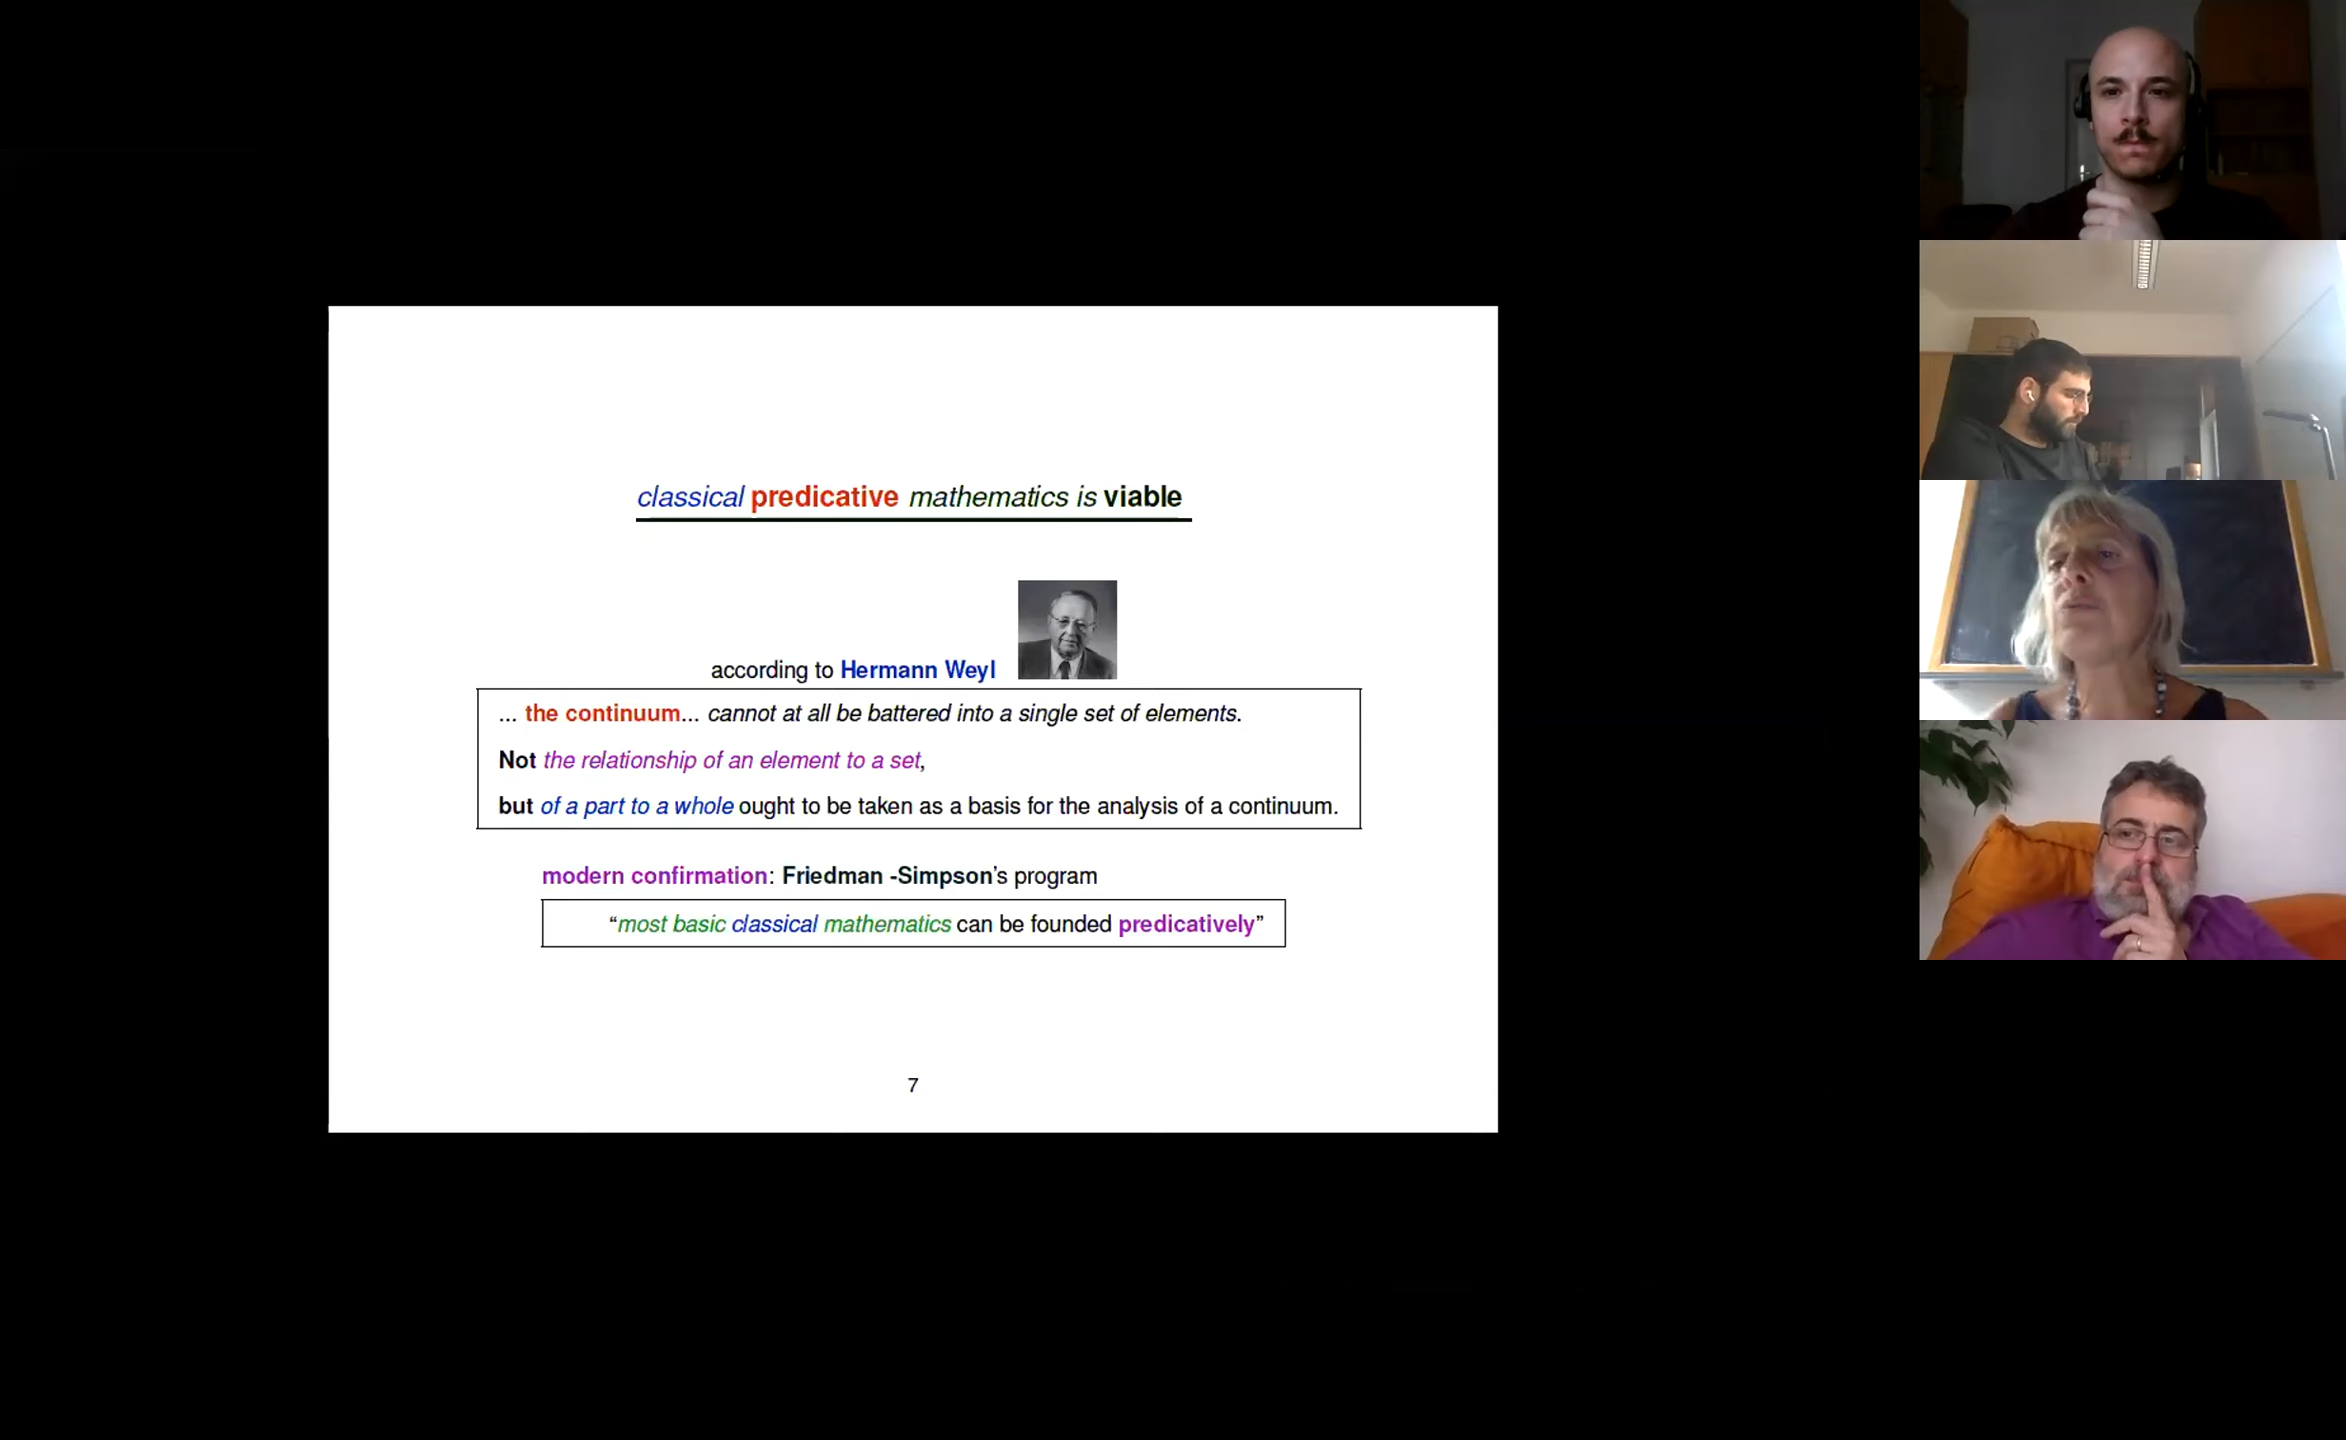 classical predicative mathematics is viable
according to Hermann Weyl
... the continuum... cannot at all be battered into a single set of elements.
Not the relationship of an element to a set,
but of a part to a whole ought to be taken as a basis for the analysis of a continuum.
modern confirmation: Friedman -Simpson's program
“most basic classical mathematics can be founded predicatively”
7